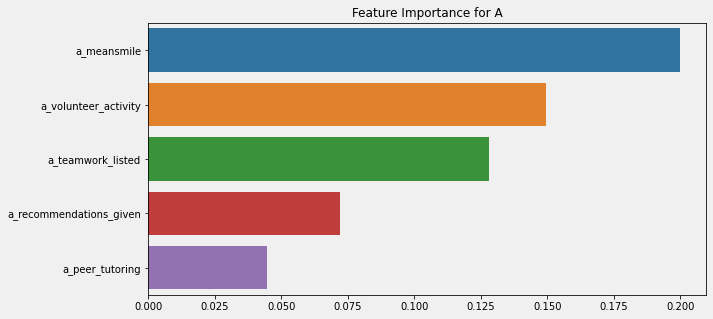 Feature Importance for A
a_meansmile
a_volunteer_activity
a_teamwork_listed
a_recommendations_given
a_peer_tutoring
0.000 0.025 0.050 0.075 0.100 0.125 0.150 0.175 0.200